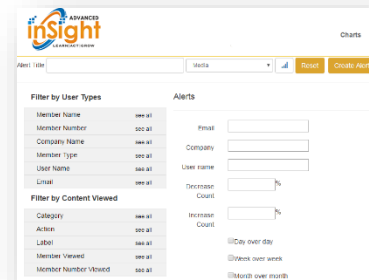 ADVANCED
inSight
LEARN/ACT/GROW
Charts
Alert Title
Media
Reset
Create Alert
Filter by User Types
Member Name see all
Member Number see all
Company Name see all
Member Type see all
User Name see all
Email see all
Filter by Content Viewed
Category see all
Action see all
Label see all
Member Viewed see all
Member Number Viewed see all
Alerts
Email
Company
User name
Decrease Count %
Increase Count %
Day over day
Week over week
Month over month